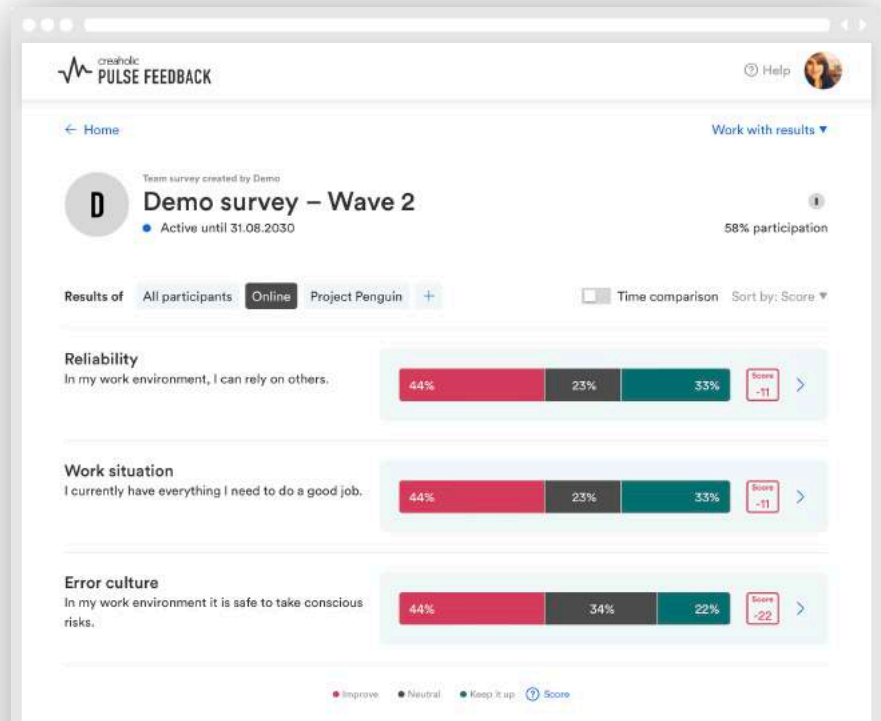 creaholic
PULSE FEEDBACK
? Help
← Home
Work with results ▼
Team survey created by Demo
D
Demo survey – Wave 2
Active until 31.08.2030
58% participation
Results of All participants Online Project Penguin +
Time comparison Sort by: Score ▼
Reliability
In my work environment, I can rely on others.
44% 23% 33%
Score
-11
Work situation
I currently have everything I need to do a good job.
44% 23% 33%
Score
-11
Error culture
In my work environment it is safe to take conscious
risks.
44% 34% 22%
Score
-22
Improve Neutral Keep it up ? Score